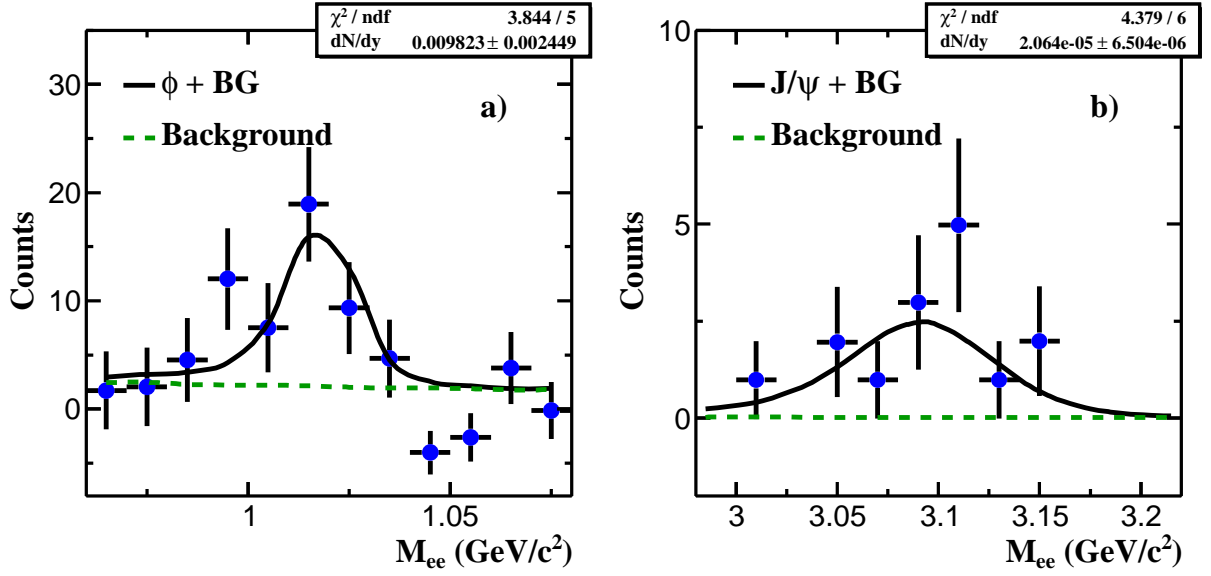 χ² / ndf 3.844 / 5
dN/dy 0.009823 ± 0.002449
φ + BG
Background
a)
30
20
10
0
Counts
1
1.05
M_ee (GeV/c²)
χ² / ndf 4.379 / 6
dN/dy 2.064e-05 ± 6.504e-06
J/ψ + BG
Background
b)
10
5
0
Counts
3
3.05
3.1
3.15
3.2
M_ee (GeV/c²)